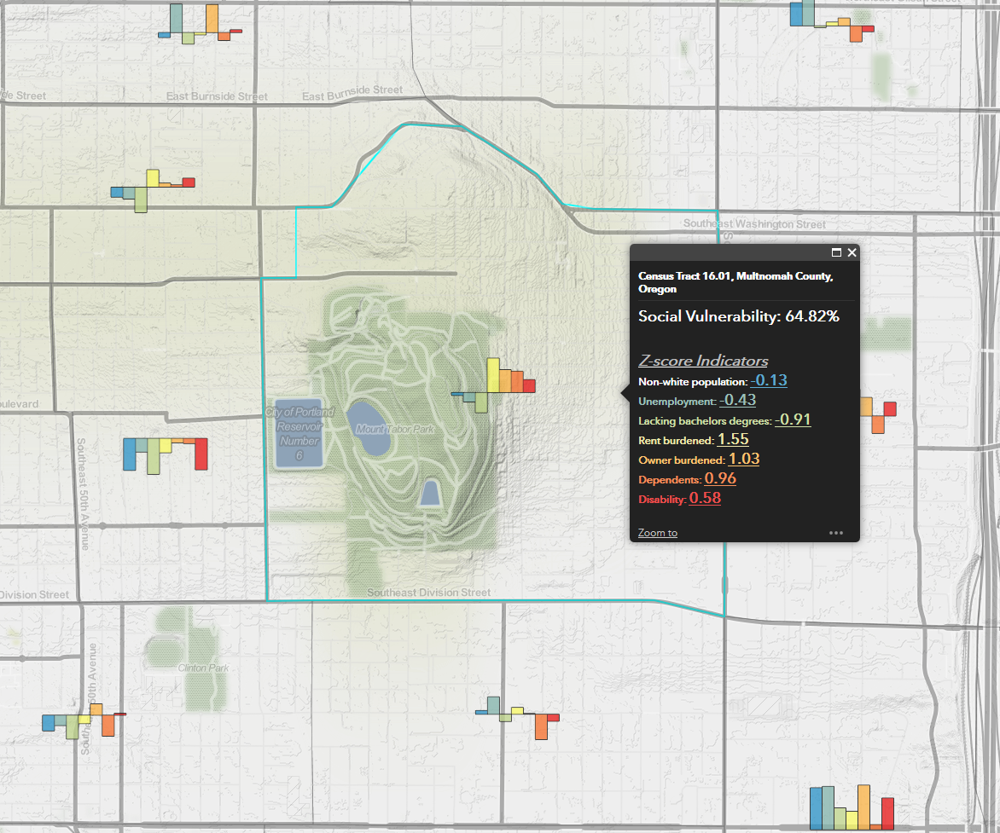 de Street
East Burnside Street
East Burnside Street
Southeast Washington Street
Census Tract 16.01, Multnomah County,
Oregon
Social Vulnerability: 64.82%
Z-score Indicators
Non-white population: -0.13
Unemployment: -0.43
Lacking bachelors degrees: -0.91
Rent burdened: 1.55
Owner burdened: 1.03
Dependents: 0.96
Disability: 0.58
Zoom to
oulevard
City of Portland
Reservoir
Number
6
Mount Tabor Park
Southeast 50th Avenue
Division Street
Southeast Division Street
Clinton Park
Southeast 50th Avenue